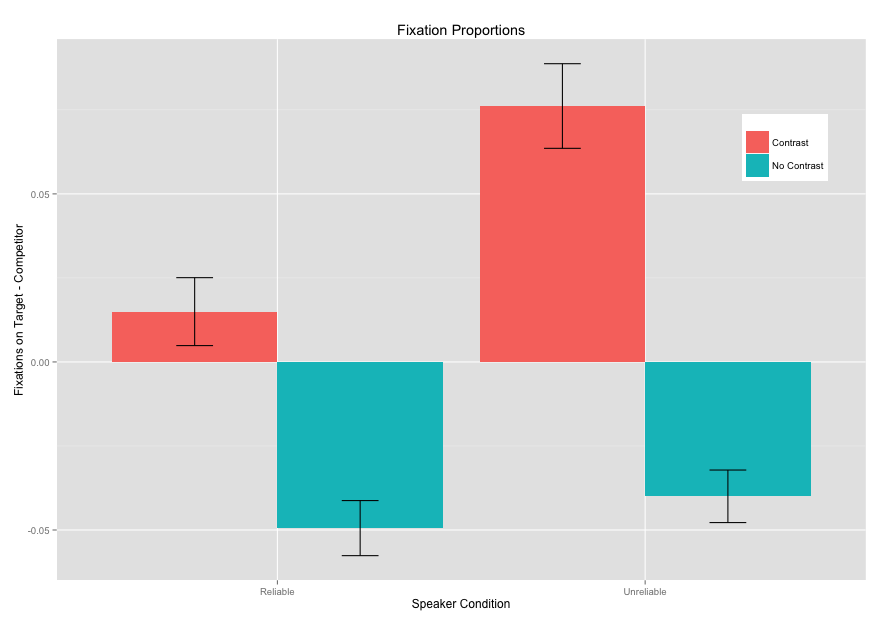 Fixation Proportions
Contrast
No Contrast
0.05
0.00
-0.05
Fixations on Target - Competitor
Reliable
Unreliable
Speaker Condition